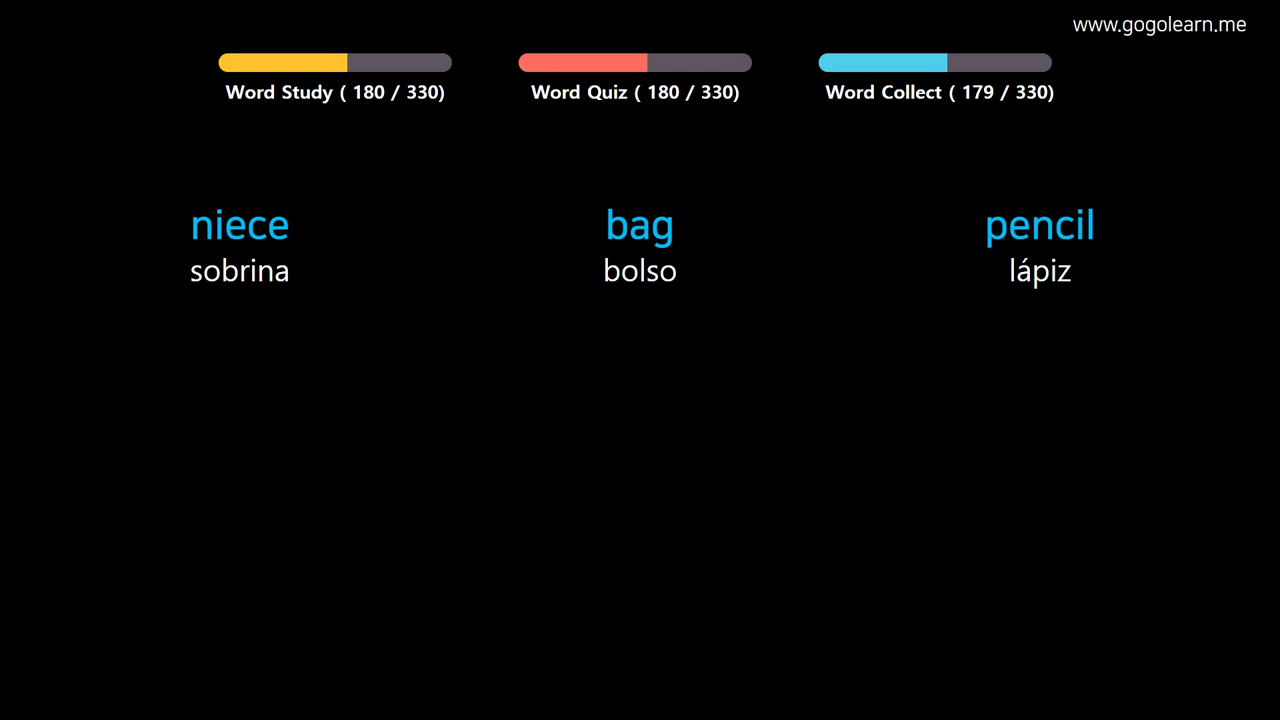 www.gogolearn.me
Word Study ( 180 / 330)
Word Quiz ( 180 / 330)
Word Collect ( 179 / 330)
niece
sobrina
bag
bolso
pencil
lápiz